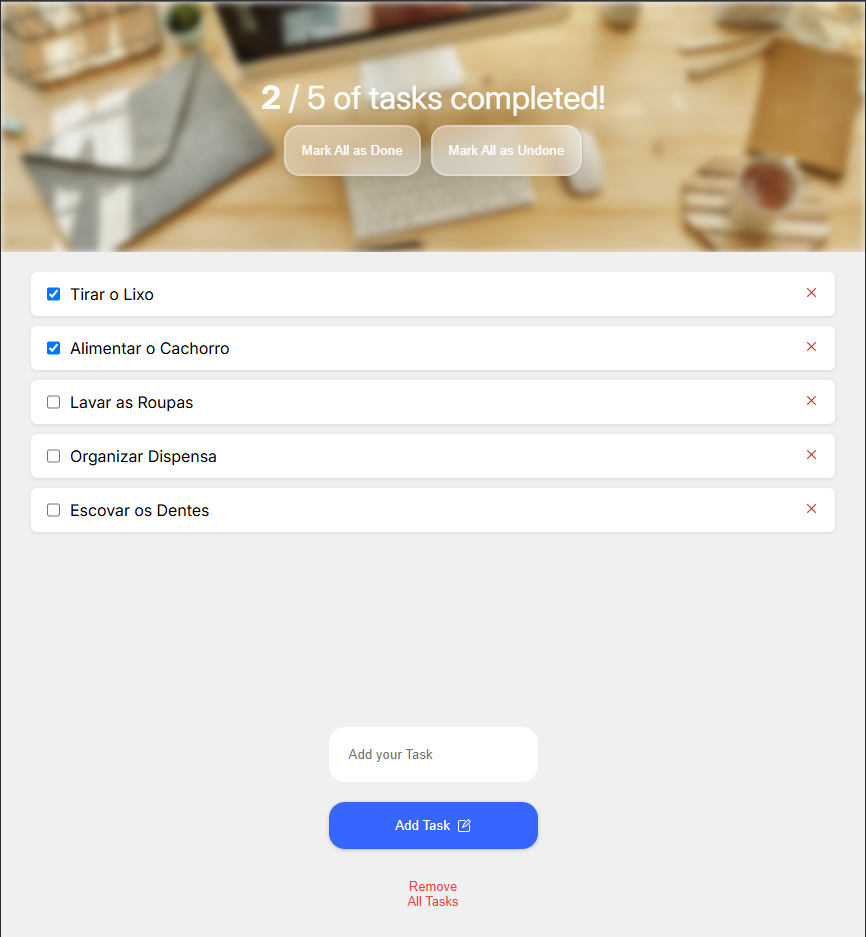 2 / 5 of tasks completed!
Mark All as Done
Mark All as Undone
Tirar o Lixo
Alimentar o Cachorro
Lavar as Roupas
Organizar Dispensa
Escovar os Dentes
Add your Task
Add Task
Remove
All Tasks